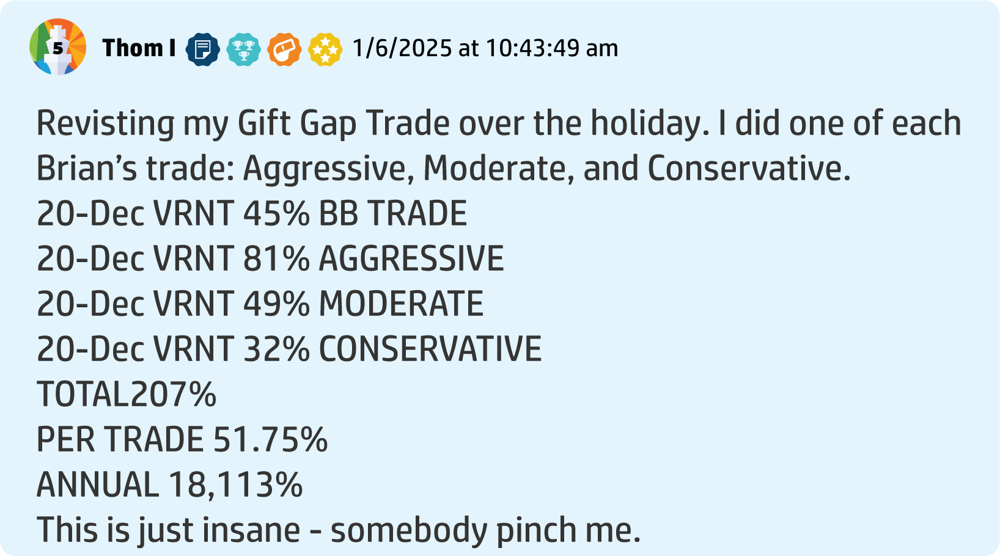 5 Thom I 1/6/2025 at 10:43:49 am
Revisting my Gift Gap Trade over the holiday. I did one of each
Brian’s trade: Aggressive, Moderate, and Conservative.
20-Dec VRNT 45% BB TRADE
20-Dec VRNT 81% AGGRESSIVE
20-Dec VRNT 49% MODERATE
20-Dec VRNT 32% CONSERVATIVE
TOTAL207%
PER TRADE 51.75%
ANNUAL 18,113%
This is just insane - somebody pinch me.